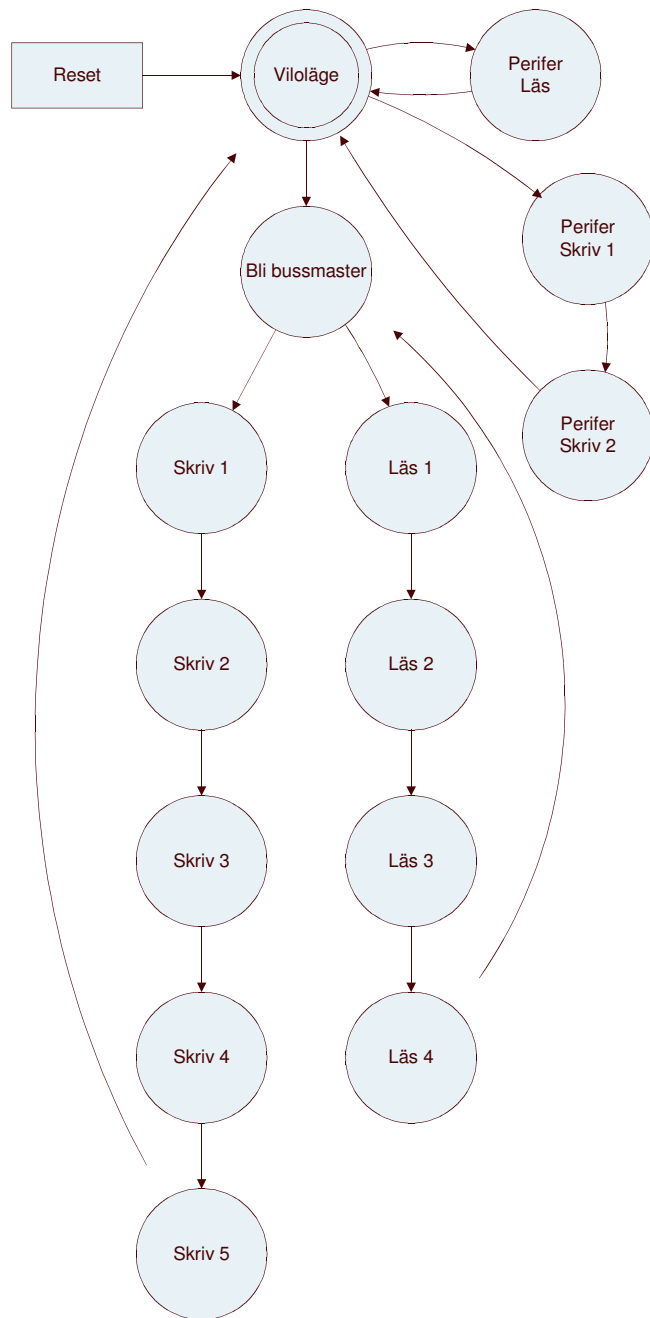 Reset
Viloläge
Perifer
Läs
Perifer
Skriv 1
Bli bussmaster
Perifer
Skriv 2
Skriv 1
Läs 1
Skriv 2
Läs 2
Skriv 3
Läs 3
Skriv 4
Läs 4
Skriv 5